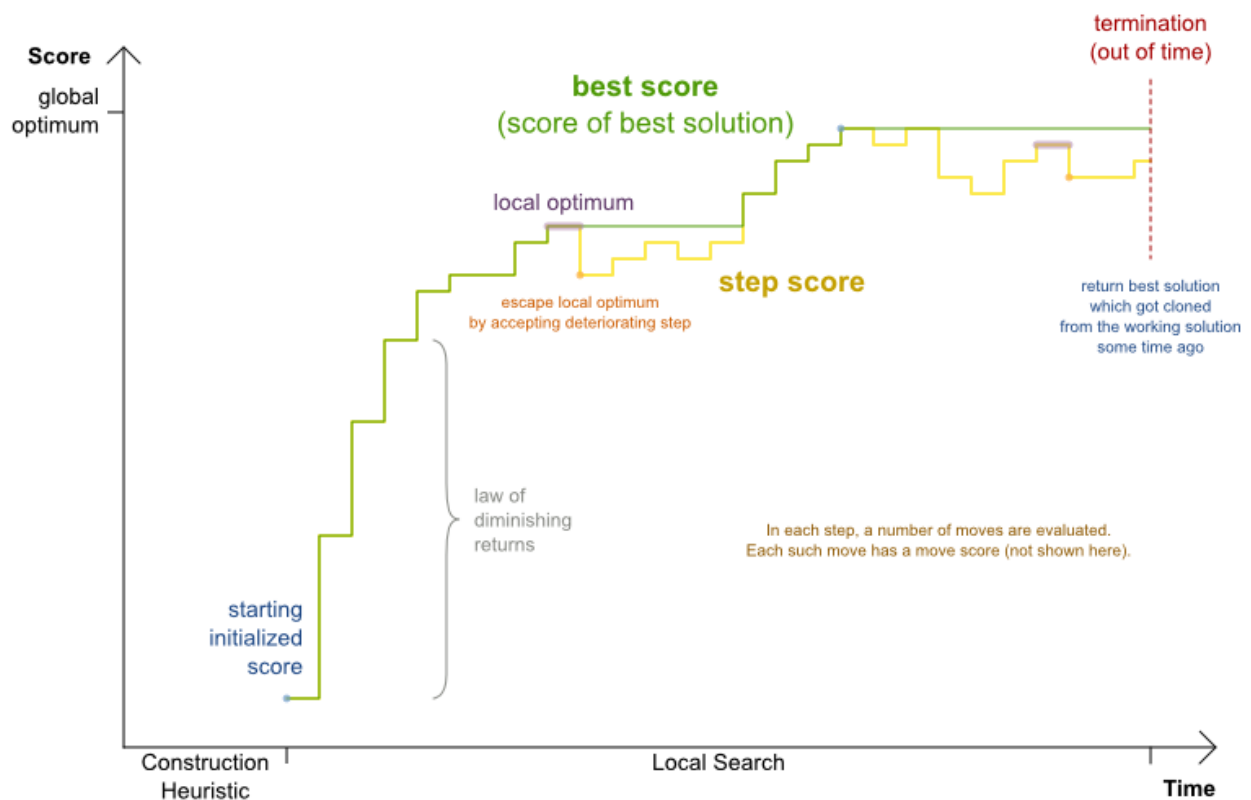 termination
(out of time)
Score
global
optimum
best score
(score of best solution)
local optimum
step score
escape local optimum
by accepting deteriorating step
return best solution
which got cloned
from the working solution
some time ago
law of
diminishing
returns
In each step, a number of moves are evaluated.
Each such move has a move score (not shown here).
starting
initialized
score
Construction
Heuristic
Local Search
Time